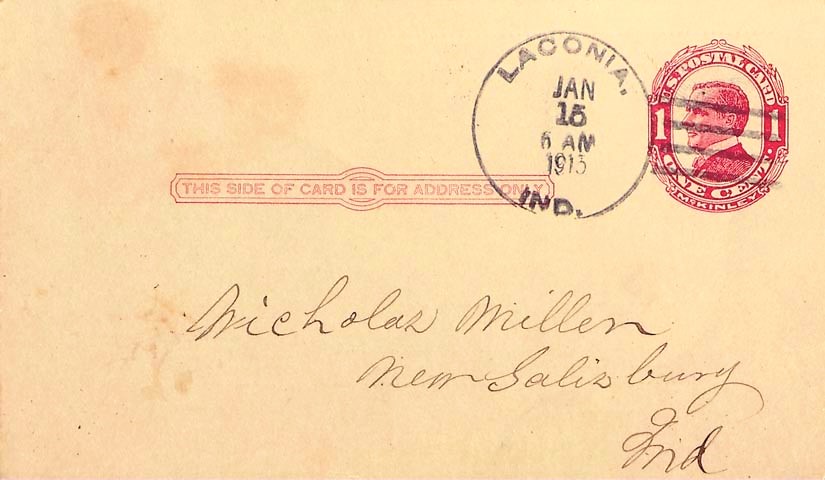 LACONIA,
JAN
15
6 AM
1913
IND.
U.S. POSTAL CARD
1 1
ONE CENT.
McKINLEY
THIS SIDE OF CARD IS FOR ADDRESS ONLY
Nicholas Miller
New Salisbury
Ind